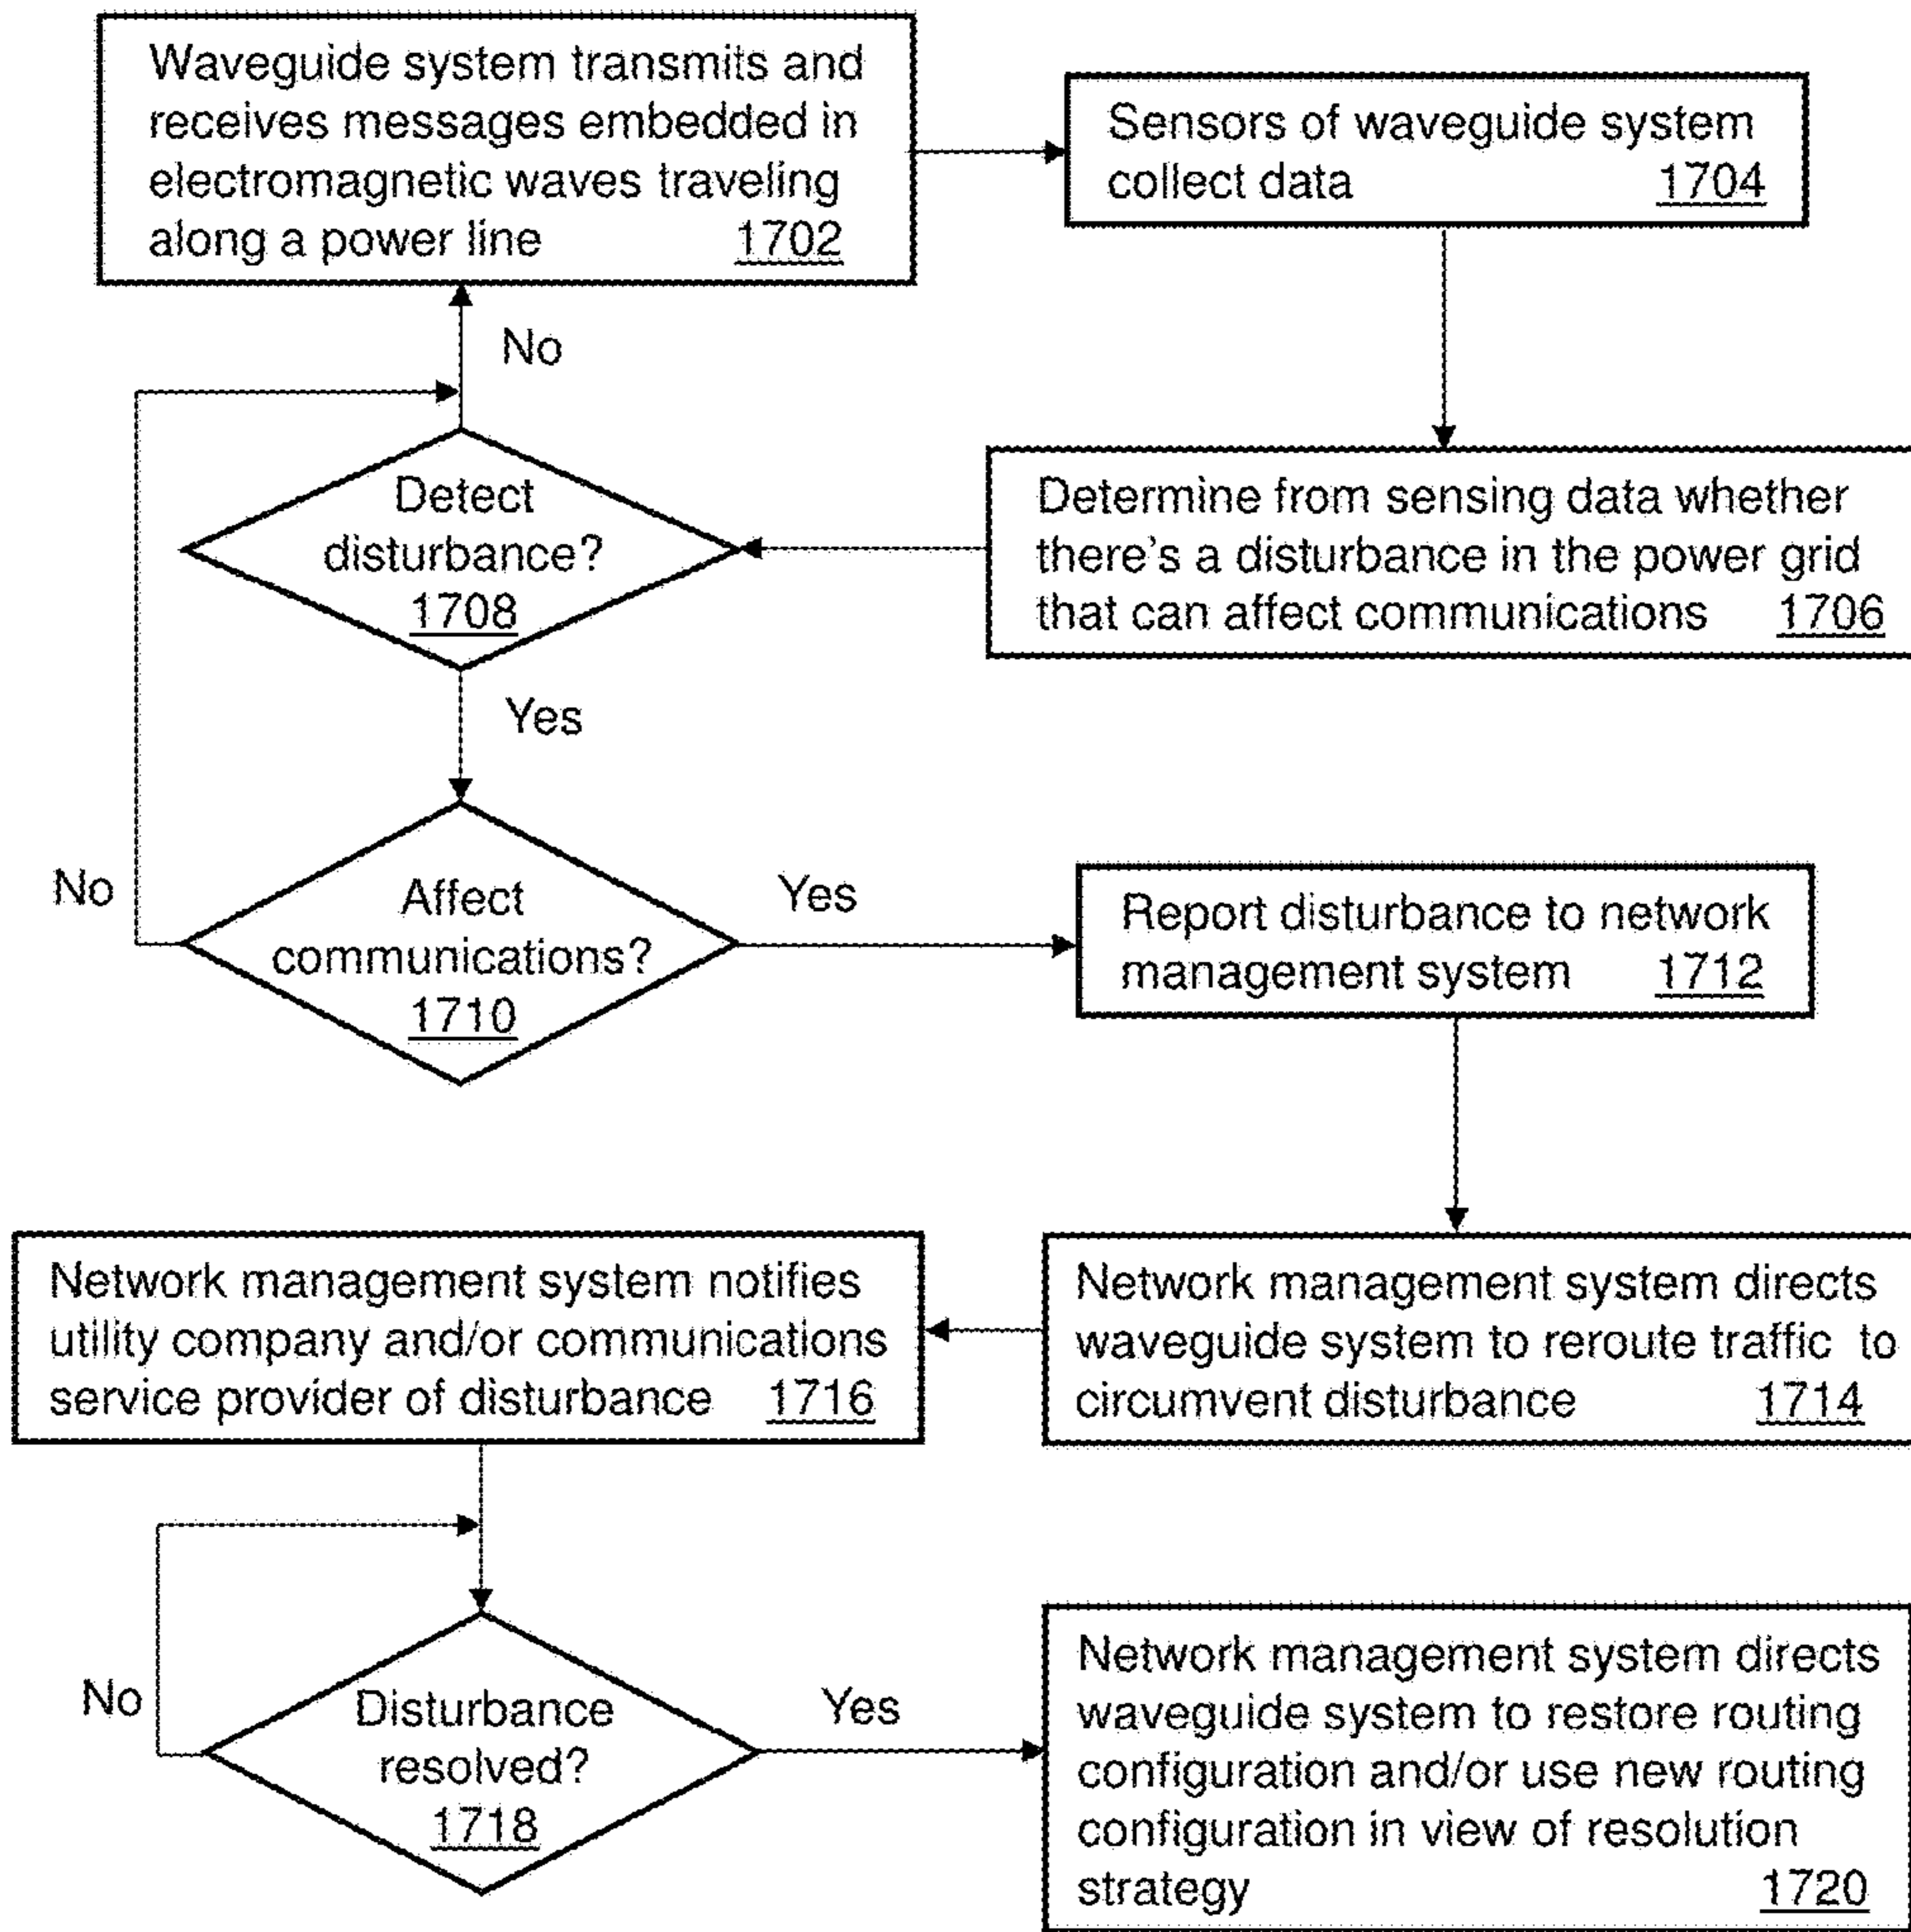 Waveguide system transmits and
receives messages embedded in
electromagnetic waves traveling
along a power line 1702
Sensors of waveguide system
collect data 1704
Determine from sensing data whether
there's a disturbance in the power grid
that can affect communications 1706
No
Detect
disturbance?
1708
Yes
No
Affect
communications?
1710
Yes
Report disturbance to network
management system 1712
Network management system directs
waveguide system to reroute traffic to
circumvent disturbance 1714
Network management system notifies
utility company and/or communications
service provider of disturbance 1716
No
Disturbance
resolved?
1718
Yes
Network management system directs
waveguide system to restore routing
configuration and/or use new routing
configuration in view of resolution
strategy 1720